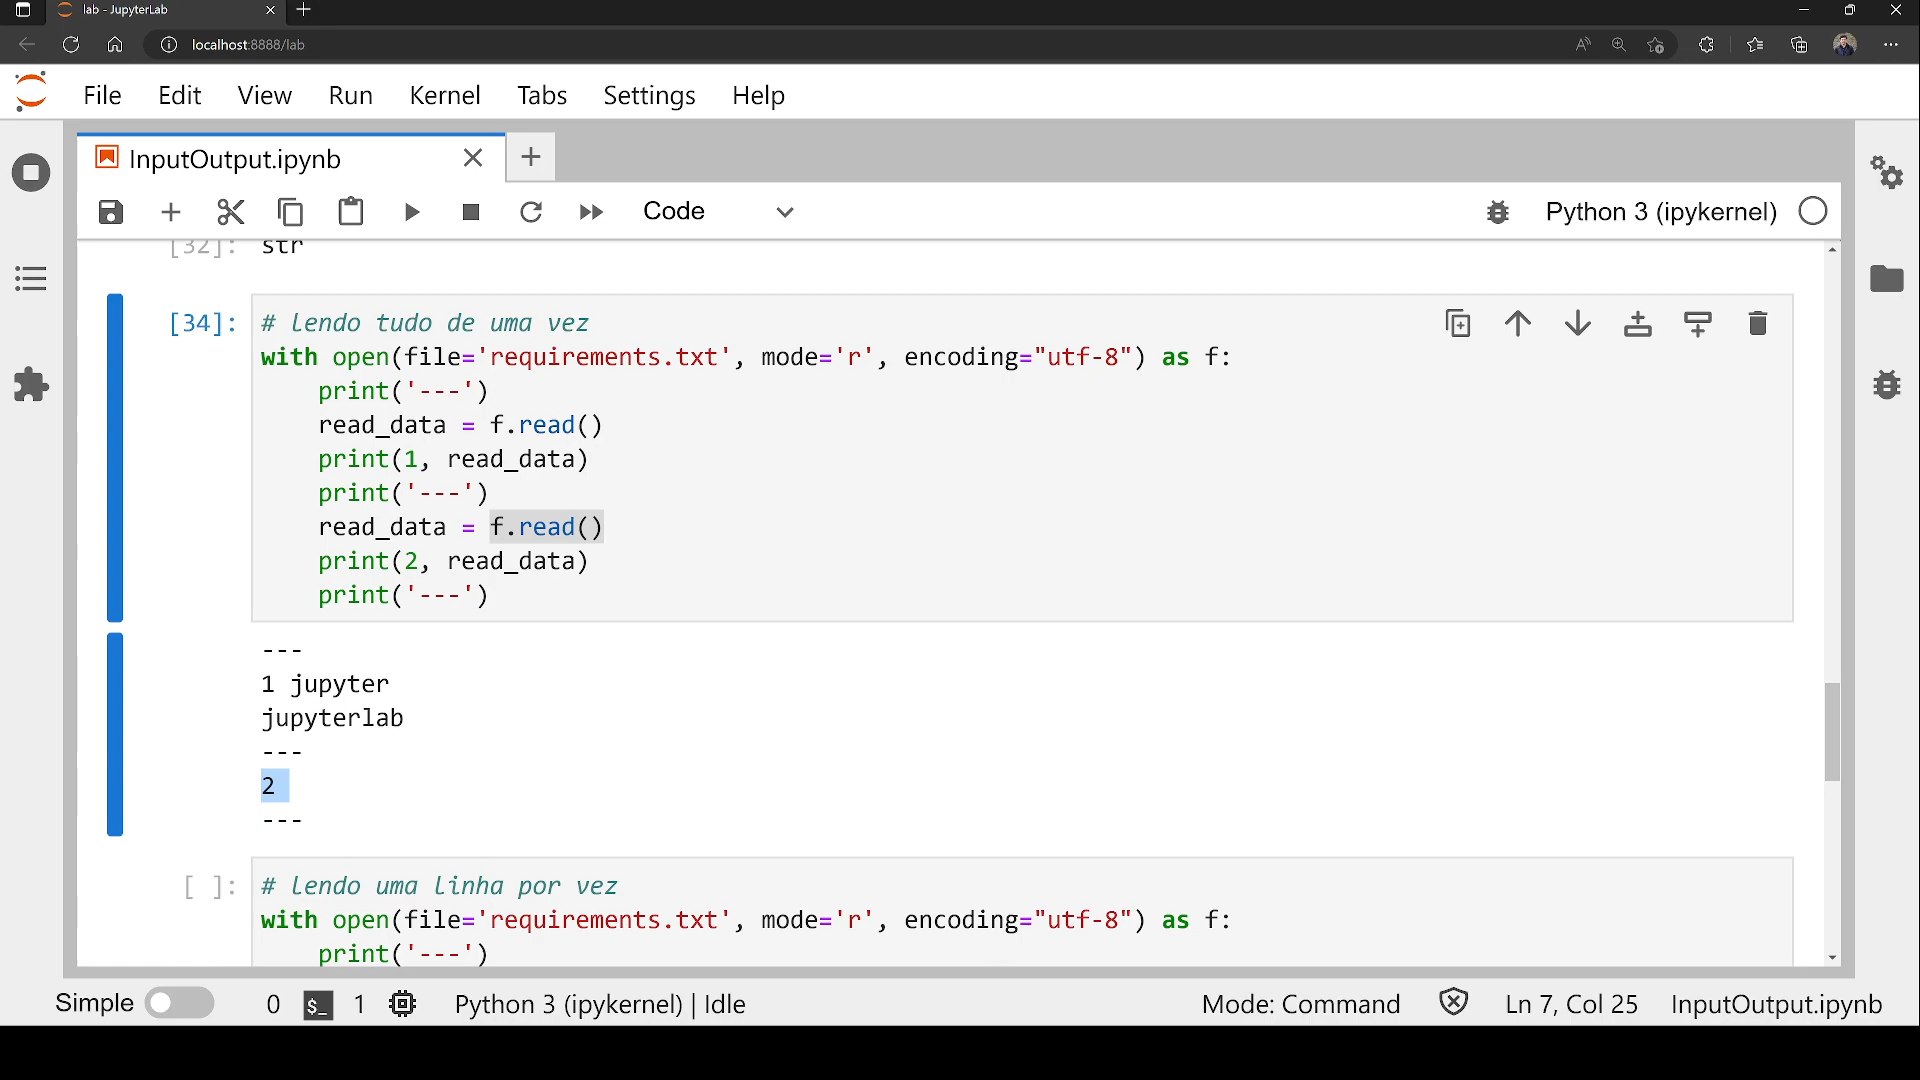 lab - JupyterLab
localhost:8888/lab
File Edit View Run Kernel Tabs Settings Help
InputOutput.ipynb
Code
Python 3 (ipykernel)
[32]: str
[34]: # lendo tudo de uma vez
with open(file='requirements.txt', mode='r', encoding="utf-8") as f:
    print('---')
    read_data = f.read()
    print(1, read_data)
    print('---')
    read_data = f.read()
    print(2, read_data)
    print('---')
---
1 jupyter
jupyterlab
---
2
---
[ ]: # lendo uma linha por vez
with open(file='requirements.txt', mode='r', encoding="utf-8") as f:
    print('---')
Simple 0 $_ 1 Python 3 (ipykernel) | Idle Mode: Command Ln 7, Col 25 InputOutput.ipynb